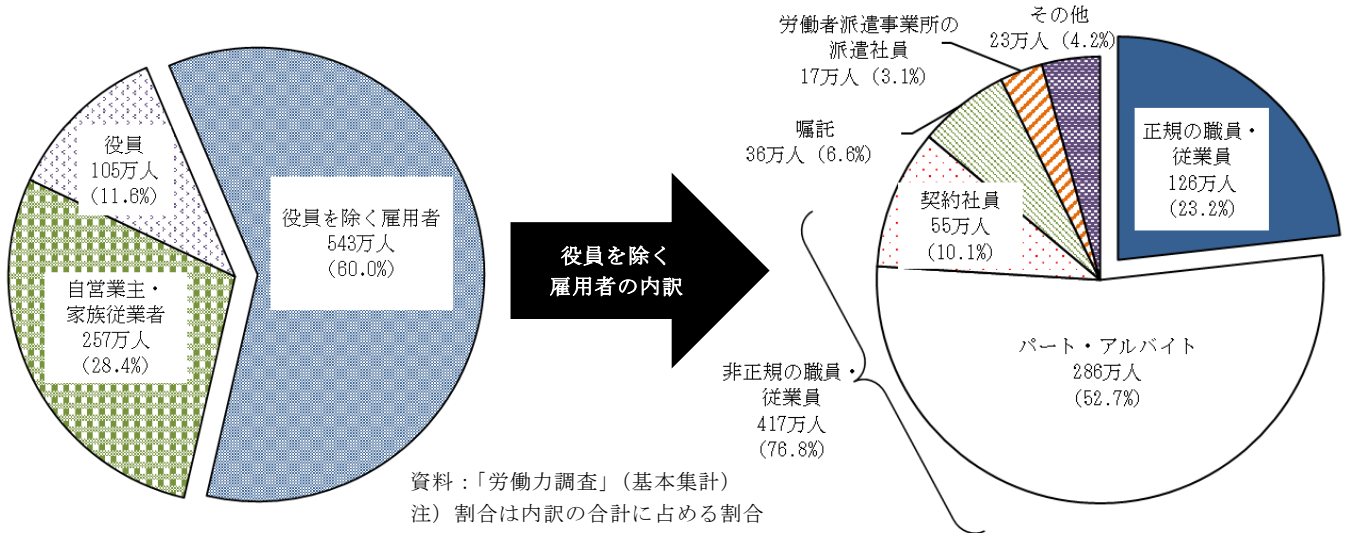 役員
105万人
(11.6%)
自営業主・
家族従業者
257万人
(28.4%)
役員を除く雇用者
543万人
(60.0%)
役員を除く
雇用者の内訳
労働者派遣事業所の
派遣社員
17万人 (3.1%)
その他
23万人 (4.2%)
嘱託
36万人 (6.6%)
契約社員
55万人
(10.1%)
正規の職員・
従業員
126万人
(23.2%)
パート・アルバイト
286万人
(52.7%)
非正規の職員・
従業員
417万人
(76.8%)
資料:「労働力調査」(基本集計)
注) 割合は内訳の合計に占める割合